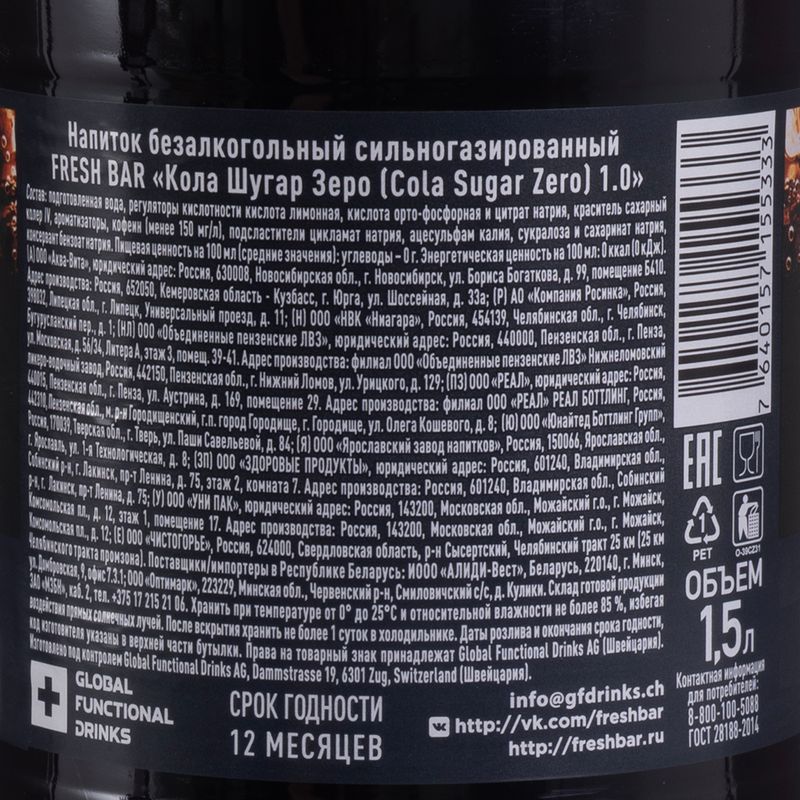 Напиток безалкогольный сильногазированный
FRESH BAR «Кола Шугар Зеро (Cola Sugar Zero) 1.0»
Состав: подготовленная вода, регуляторы кислотности кислота лимонная, кислота орто-фосфорная и цитрат натрия, краситель сахарный
колер IV, ароматизаторы, кофеин (менее 150 мг/л), подсластители цикламат натрия, ацесульфам калия, сукралоза и сахаринат натрия,
консервант бензоат натрия. Пищевая ценность на 100 мл (средние значения): углеводы – 0 г. Энергетическая ценность на 100 мл: 0 ккал (0 кДж).
(А) ООО «Аква-Вита», юридический адрес: Россия, 630008, Новосибирская обл., г. Новосибирск, ул. Бориса Богаткова, д. 99, помещение Б410.
Адрес производства: Россия, 652050, Кемеровская область - Кузбасс, г. Юрга, ул. Шоссейная, д. 33а; (Р) АО «Компания Росинка», Россия,
398022, Липецкая обл., г. Липецк, Универсальный проезд, д. 11; (Н) ООО «НВК «Ниагара», Россия, 454139, Челябинская обл., г. Челябинск,
Бугурусланский пер., д. 1; (НЛ) ООО «Объединенные пензенские ЛВЗ», юридический адрес: Россия, 440000, Пензенская обл., г. Пенза,
ул. Московская, д. 56/34, Литера А, этаж 3, помещ. 39-41. Адрес производства: филиал ООО «Объединенные пензенские ЛВЗ» Нижнеломовский
ликеро-водочный завод, Россия, 442150, Пензенская обл., г. Нижний Ломов, ул. Урицкого, д. 129; (ПЗ) ООО «РЕАЛ», юридический адрес: Россия,
440015, Пензенская обл., г. Пенза, ул. Аустрина, д. 169, помещение 29. Адрес производства: филиал ООО «РЕАЛ» РЕАЛ БОТТЛИНГ, Россия,
442310, Пензенская обл., м. р-н Городищенский, г.п. город Городище, г. Городище, ул. Олега Кошевого, д. 81; (Ю) ООО «Юнайтед Боттлинг Групп»,
Россия, 170039, Тверская обл., г. Тверь, ул. Паши Савельевой, д. 84; (Я) ООО «Ярославский завод напитков», Россия, 150066, Ярославская обл.,
г. Ярославль, ул. 1-я Технологическая, д. 8; (ЗП) ООО «ЗДОРОВЫЕ ПРОДУКТЫ», юридический адрес: Россия, 601240, Владимирская обл.,
Собинский р-н, г. Лакинск, пр-т Ленина, д. 75, этаж 2, комната 7. Адрес производства: Россия, 601240, Владимирская обл., Собинский
р-н, г. Лакинск, пр-т Ленина, д. 75; (У) ООО «УНИ ПАК», юридический адрес: Россия, 143200, Московская обл., Можайский г.о., г. Можайск,
Комсомольская пл., д. 12, этаж 1, помещение 17. Адрес производства: Россия, 143200, Московская обл., Можайский г.о., г. Можайск,
Комсомольская пл., д. 12; (Е) ООО «ЧИСТОГОРЬЕ», Россия, 624000, Свердловская область, р-н Сысертский, Челябинский тракт 25 км (25 км
Челябинского тракта промзона). Поставщики/импортеры в Республике Беларусь: ИООО «АЛИДИ-Вест», Беларусь, 220140, г. Минск,
ул. Домбровская, 9, офис 7.3.1; ООО «Оптимарк», 223229, Минская обл., Червенский р-н, Смиловичский с/с, д. Кулики. Склад готовой продукции
ЗАО «МЗБН», каб. 2, тел. +375 17 215 21 06. Хранить при температуре от 0° до 25°С и относительной влажности не более 85 %, избегая
воздействия прямых солнечных лучей. После вскрытия хранить не более 1 суток в холодильнике. Даты розлива и окончания срока годности,
код изготовителя указаны в верхней части бутылки. Права на товарный знак принадлежат Global Functional Drinks AG (Швейцария).
Изготовлено под контролем Global Functional Drinks AG, Dammstrasse 19, 6301 Zug, Switzerland (Швейцария).
GLOBAL
FUNCTIONAL
DRINKS
СРОК ГОДНОСТИ
12 МЕСЯЦЕВ
info@gfdrinks.ch
http://vk.com/freshbar
http://freshbar.ru
7 640157 155333
EAC
1
PET
О-39CZ31
ОБЪЕМ
1,5 л
Контактная информация
для потребителей:
8-800-100-5088
ГОСТ 28188-2014